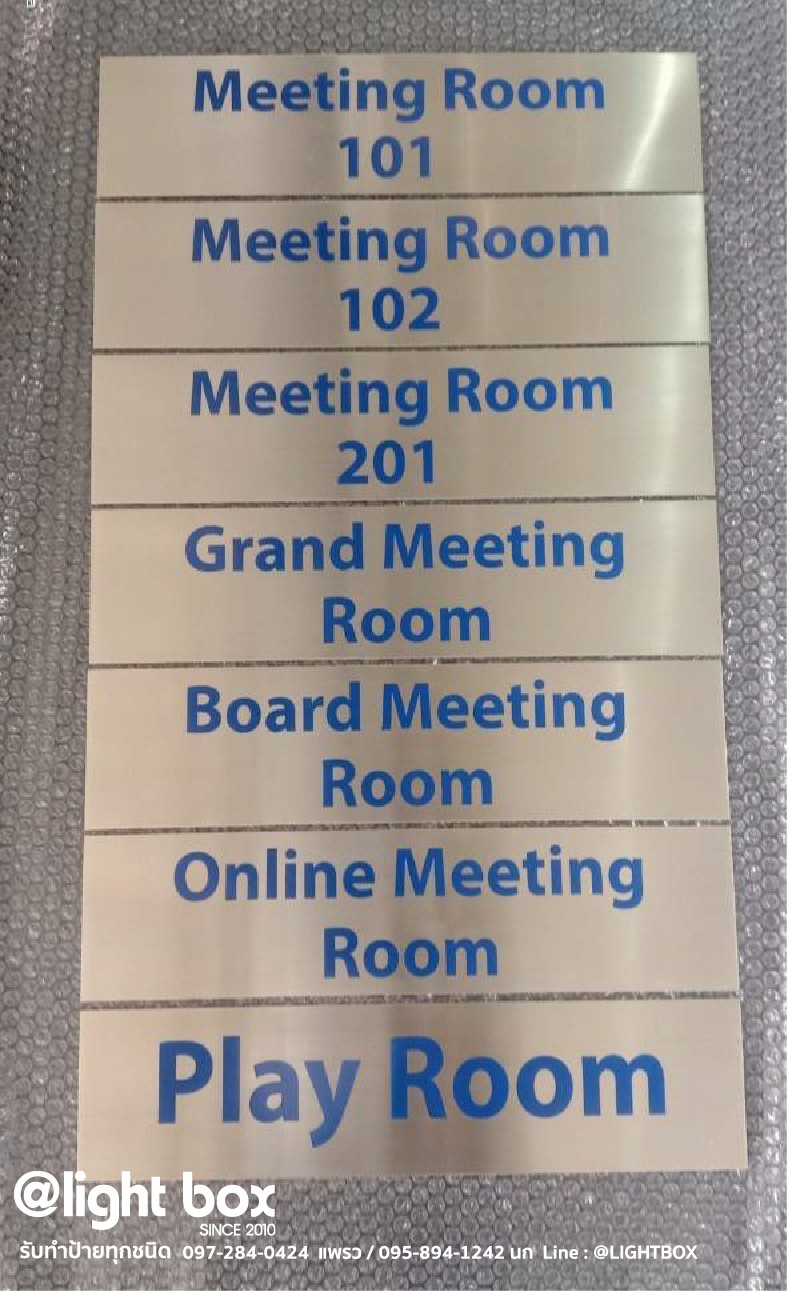 Meeting Room
101
Meeting Room
102
Meeting Room
201
Grand Meeting
Room
Board Meeting
Room
Online Meeting
Room
Play Room
@light box
SINCE 2010
รับทำป้ายทุกชนิด 097-284-0424 แพรว / 095-894-1242 นก Line : @LIGHTBOX